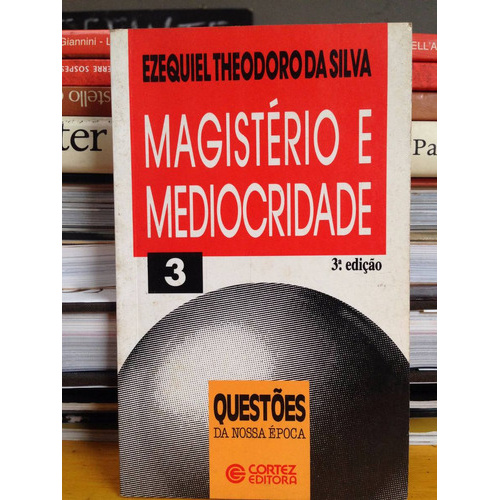 Giannini - L
EZEQUIEL THEODORO DA SILVA
MAGISTÉRIO E
MEDIOCRIDADE
3
3ª edição
QUESTÕES
DA NOSSA ÉPOCA
CORTEZ
EDITORA
ELL'A
stello
ter
Pa